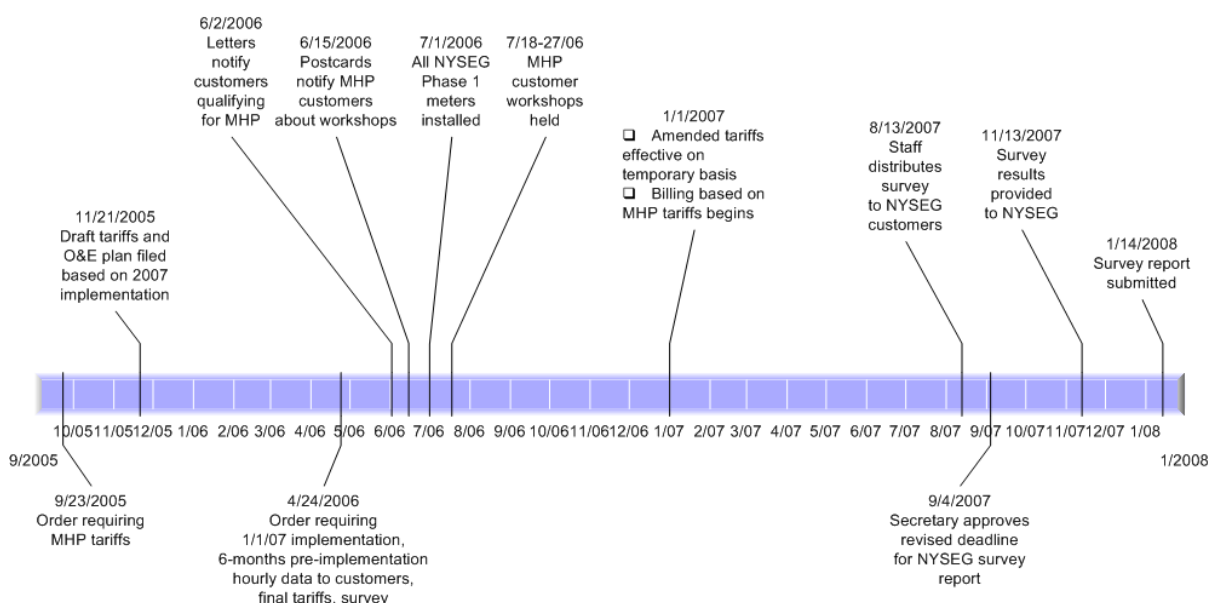 6/2/2006
Letters
notify
customers
qualifying
for MHP
6/15/2006
Postcards
notify MHP
customers
about workshops
7/1/2006
All NYSEG
Phase 1
meters
installed
7/18-27/06
MHP
customer
workshops
held
1/1/2007
❑ Amended tariffs
effective on
temporary basis
❑ Billing based on
MHP tariffs begins
8/13/2007
Staff
distributes
survey
to NYSEG
customers
11/13/2007
Survey
results
provided
to NYSEG
11/21/2005
Draft tariffs and
O&E plan filed
based on 2007
implementation
1/14/2008
Survey report
submitted
10/05 11/05 12/05 1/06 2/06 3/06 4/06 5/06 6/06 7/06 8/06 9/06 10/06 11/06 12/06 1/07 2/07 3/07 4/07 5/07 6/07 7/07 8/07 9/07 10/07 11/07 12/07 1/08
9/2005
1/2008
9/23/2005
Order requiring
MHP tariffs
4/24/2006
Order requiring
1/1/07 implementation,
6-months pre-implementation
hourly data to customers,
final tariffs, survey
9/4/2007
Secretary approves
revised deadline
for NYSEG survey
report